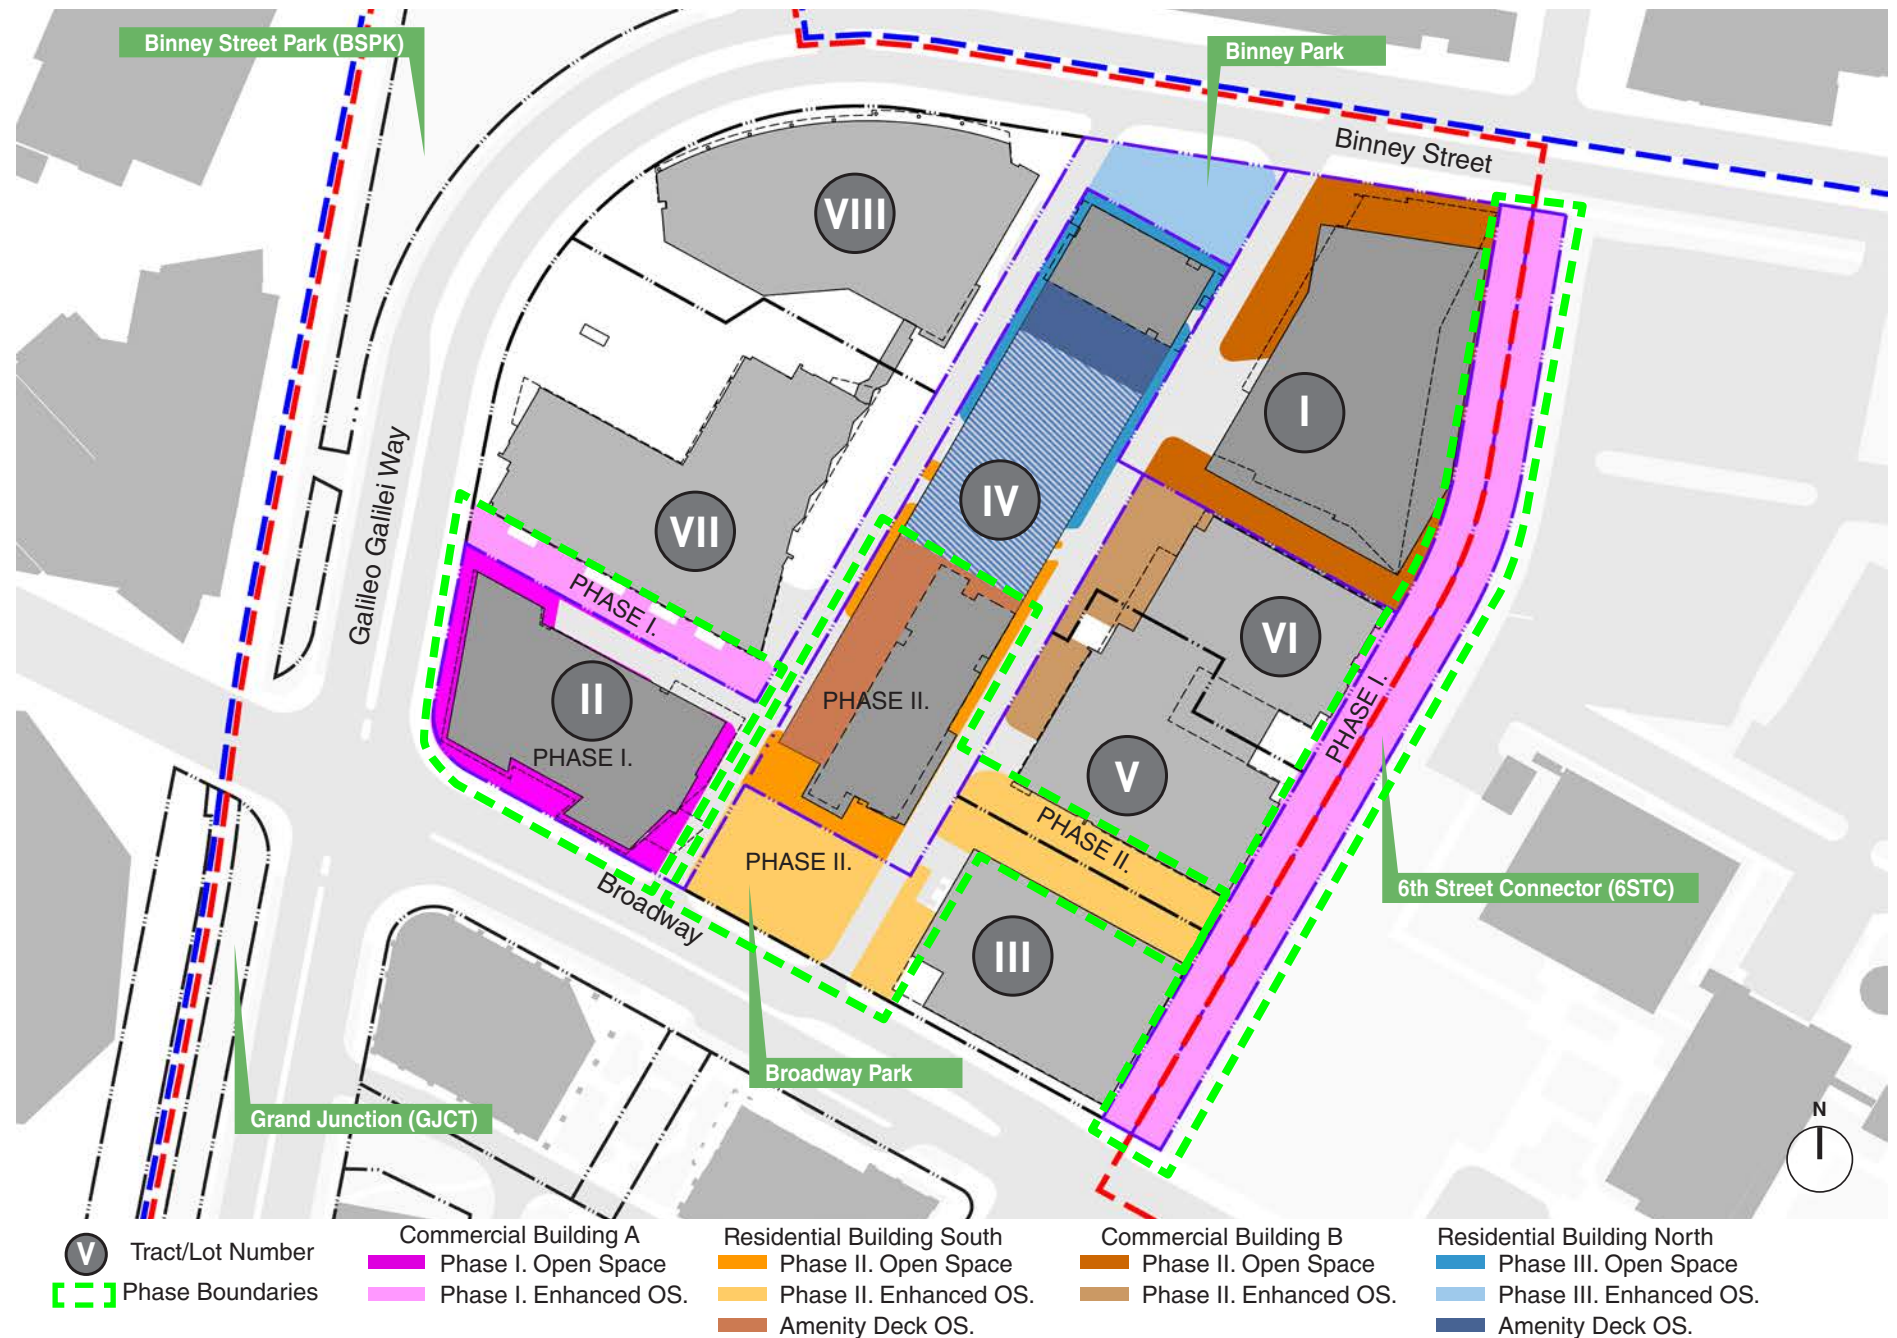 Binney Street Park (BSPK)
Binney Park
Binney Street
VIII
I
IV
VII
Galileo Galilei Way
PHASE I.
VI
II
PHASE I.
PHASE II.
PHASE I.
V
PHASE II.
PHASE II.
6th Street Connector (6STC)
Broadway
III
Broadway Park
Grand Junction (GJCT)
N
V Tract/Lot Number
Phase Boundaries
Commercial Building A
Phase I. Open Space
Phase I. Enhanced OS.
Residential Building South
Phase II. Open Space
Phase II. Enhanced OS.
Amenity Deck OS.
Commercial Building B
Phase II. Open Space
Phase II. Enhanced OS.
Residential Building North
Phase III. Open Space
Phase III. Enhanced OS.
Amenity Deck OS.